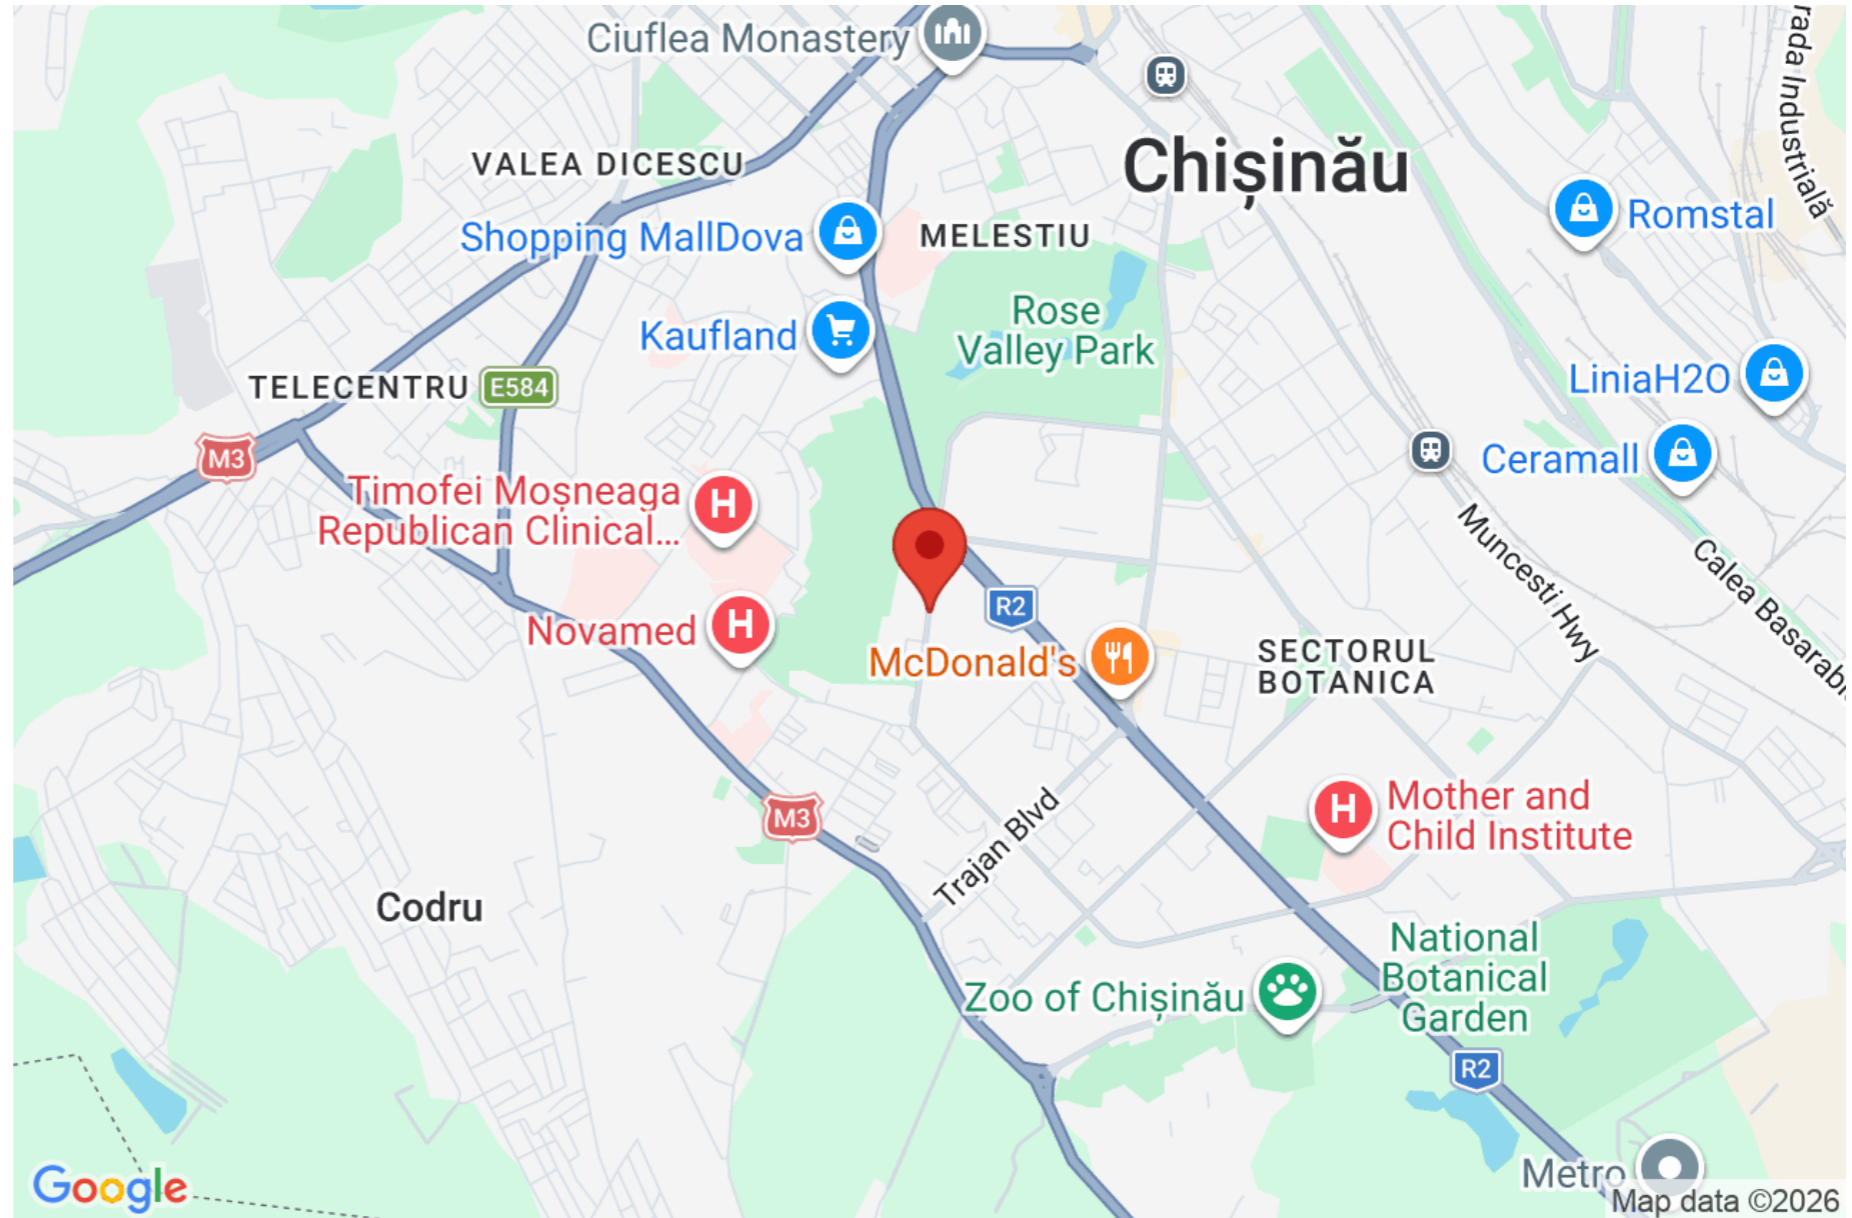 Ciuflea Monastery
rada Industrială
Chișinău
VALEA DICESCU
Romstal
Shopping MallDova
MELESTIU
Rose
Valley Park
Kaufland
LiniaH2O
TELECENTRU
E584
M3
Ceramall
Timofei Moșneaga
Republican Clinical...
Muncesti Hwy
Calea Basarabi
R2
Novamed
McDonald's
SECTORUL
BOTANICA
M3
Trajan Blvd
Mother and
Child Institute
Codru
National
Botanical
Garden
Zoo of Chișinău
R2
Metro
Google
Map data ©2026